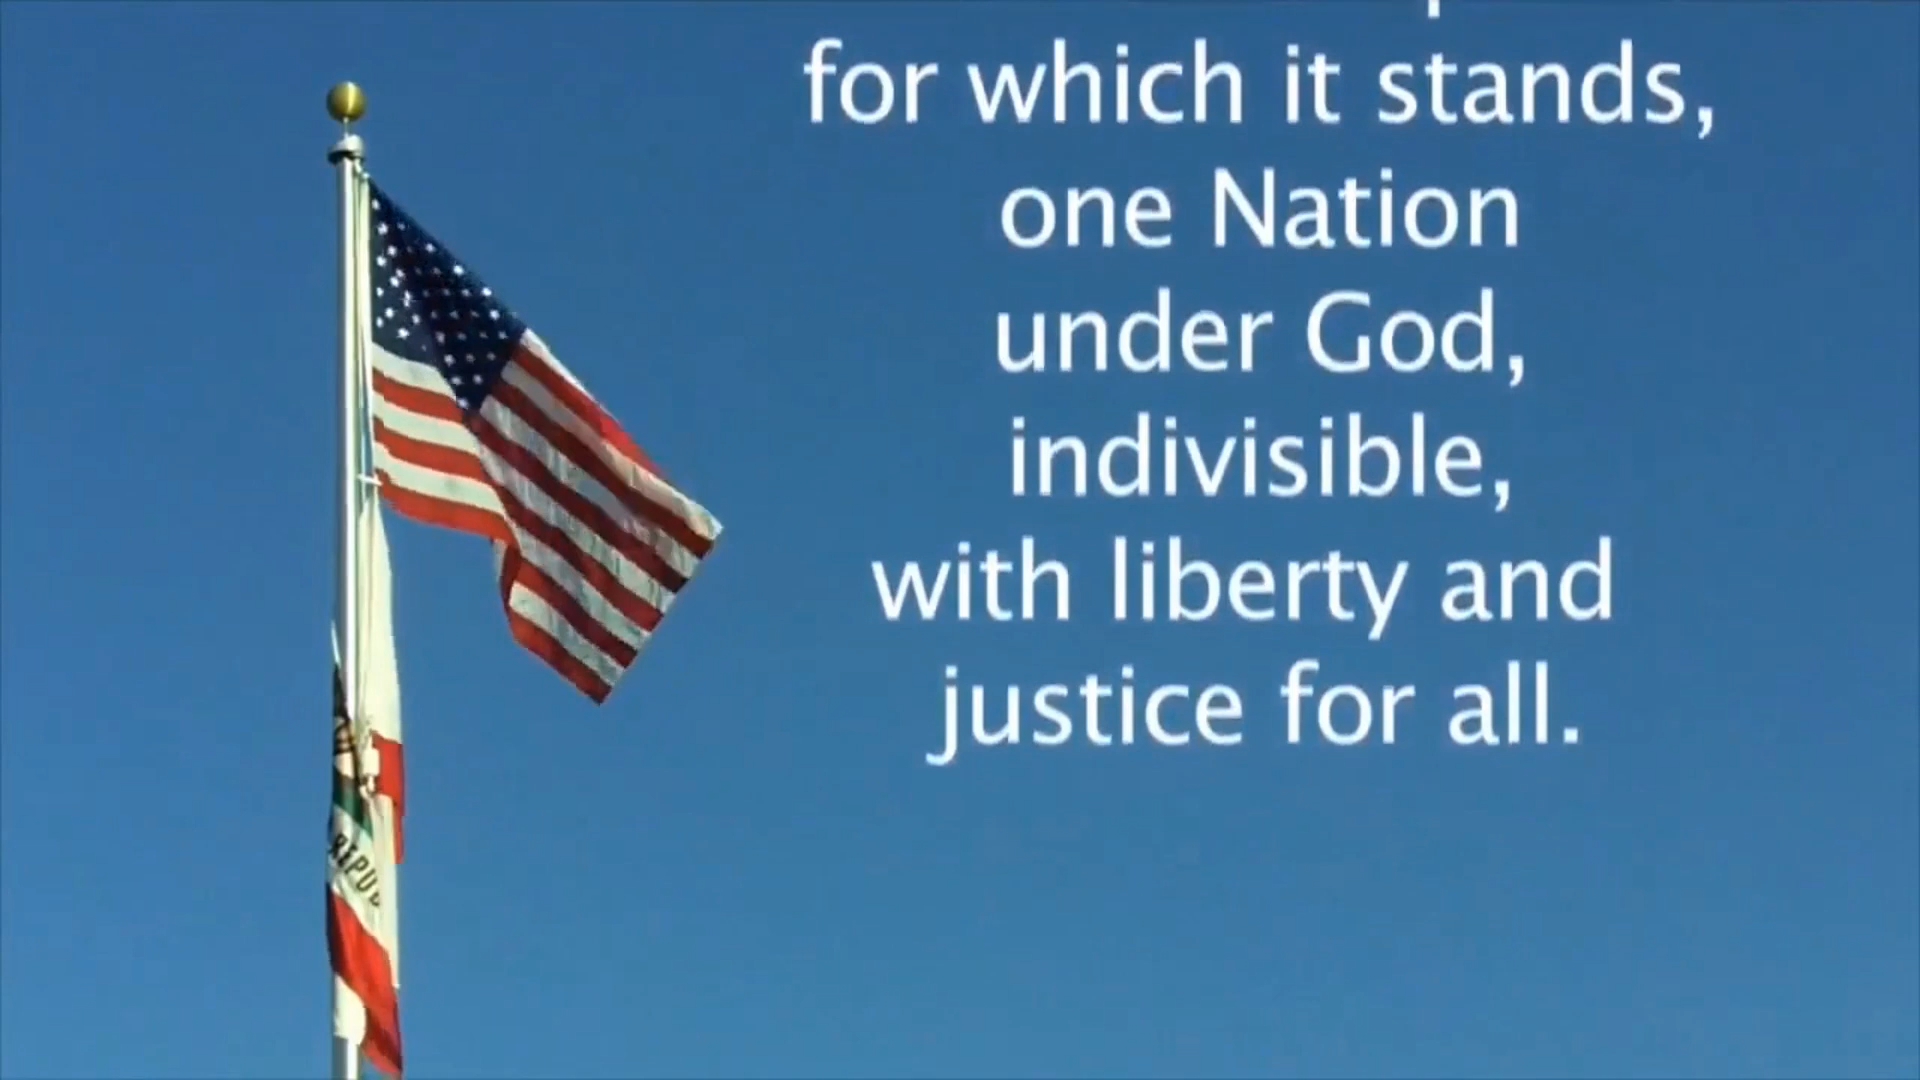 for which it stands,
one Nation
under God,
indivisible,
with liberty and
justice for all.